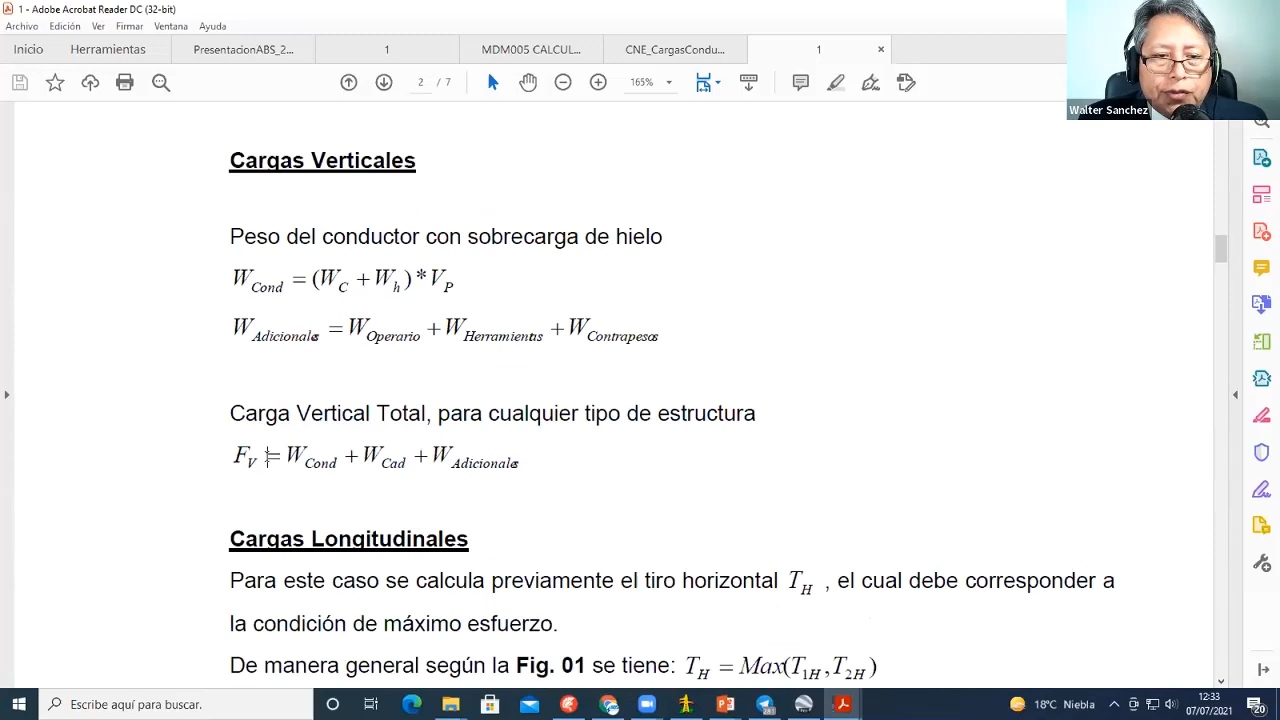 1 - Adobe Acrobat Reader DC (32-bit)
Archivo Edición Ver Firmar Ventana Ayuda
Inicio Herramientas PresentacionABS_2... 1 MDM005 CALCUL... CNE_CargasCondu... 1 ×
2 / 7 165%
Walter Sanchez
Cargas Verticales
Peso del conductor con sobrecarga de hielo
W_Cond = (W_C + W_h) * V_P
W_Adicionales = W_Operario + W_Herramientas + W_Contrapesos
Carga Vertical Total, para cualquier tipo de estructura
F_V = W_Cond + W_Cad + W_Adicionales
Cargas Longitudinales
Para este caso se calcula previamente el tiro horizontal T_H , el cual debe corresponder a
la condición de máximo esfuerzo.
De manera general según la Fig. 01 se tiene: T_H = Max(T_1H, T_2H)
Escribe aquí para buscar.
18°C Niebla
12:33
07/07/2021
20